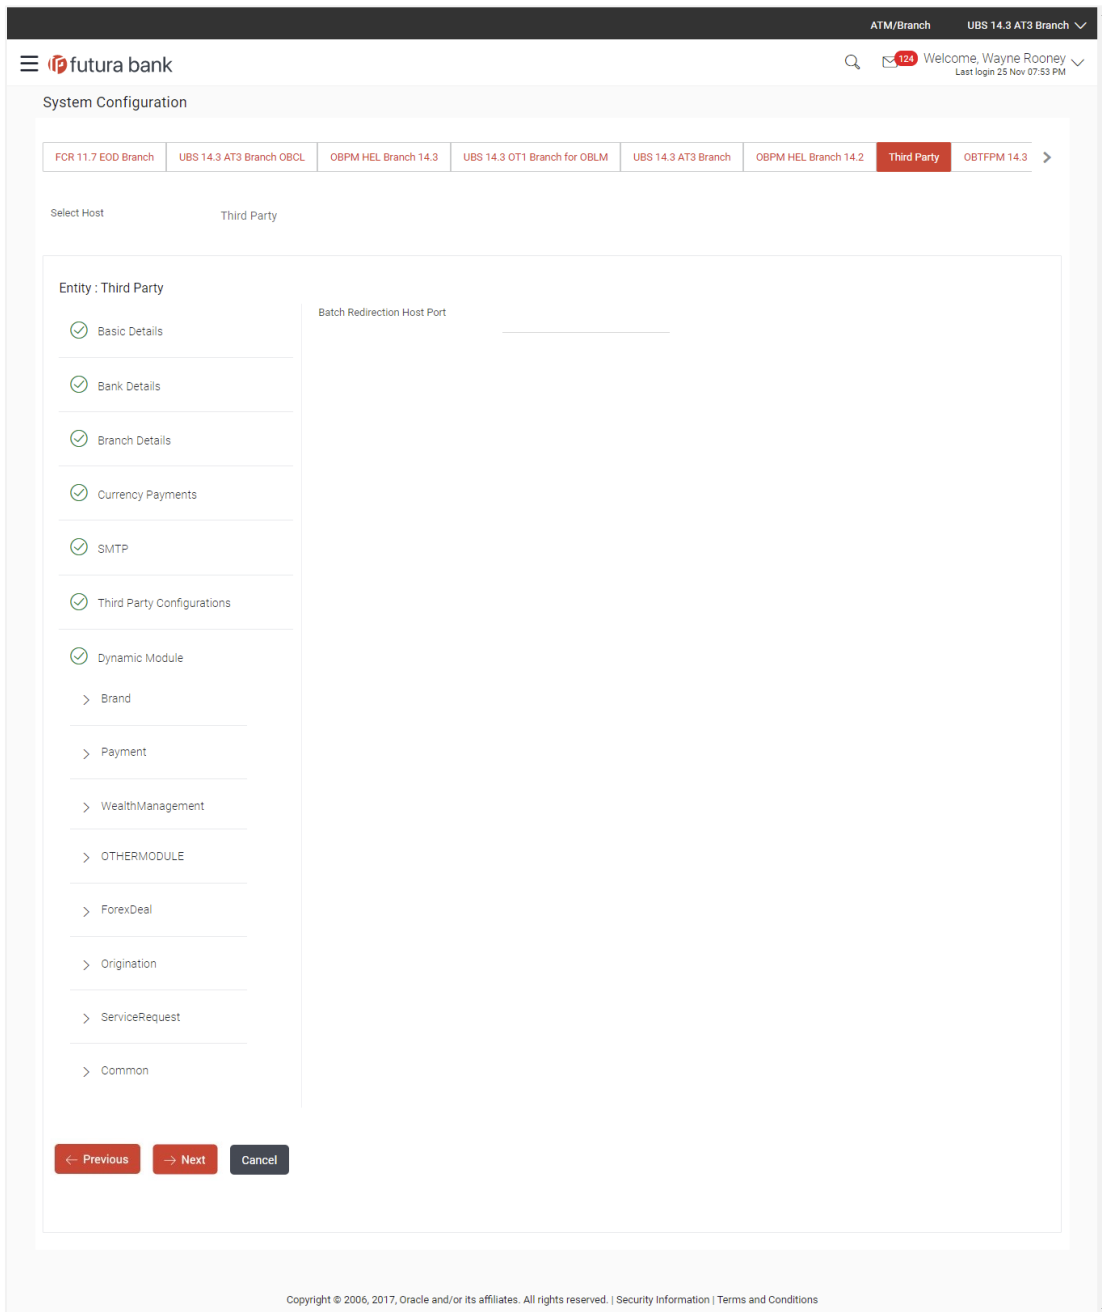 ATM/Branch UBS 14.3 AT3 Branch
futura bank 124 Welcome, Wayne Rooney
Last login 25 Nov 07:53 PM
System Configuration
FCR 11.7 EOD Branch UBS 14.3 AT3 Branch OBCL OBPM HEL Branch 14.3 UBS 14.3 OT1 Branch for OBLM UBS 14.3 AT3 Branch OBPM HEL Branch 14.2 Third Party OBTFPM 14.3
Select Host Third Party
Entity : Third Party
Batch Redirection Host Port
Basic Details
Bank Details
Branch Details
Currency Payments
SMTP
Third Party Configurations
Dynamic Module
Brand
Payment
WealthManagement
OTHERMODULE
ForexDeal
Origination
ServiceRequest
Common
Previous Next Cancel
Copyright © 2006, 2017, Oracle and/or its affiliates. All rights reserved. | Security Information | Terms and Conditions